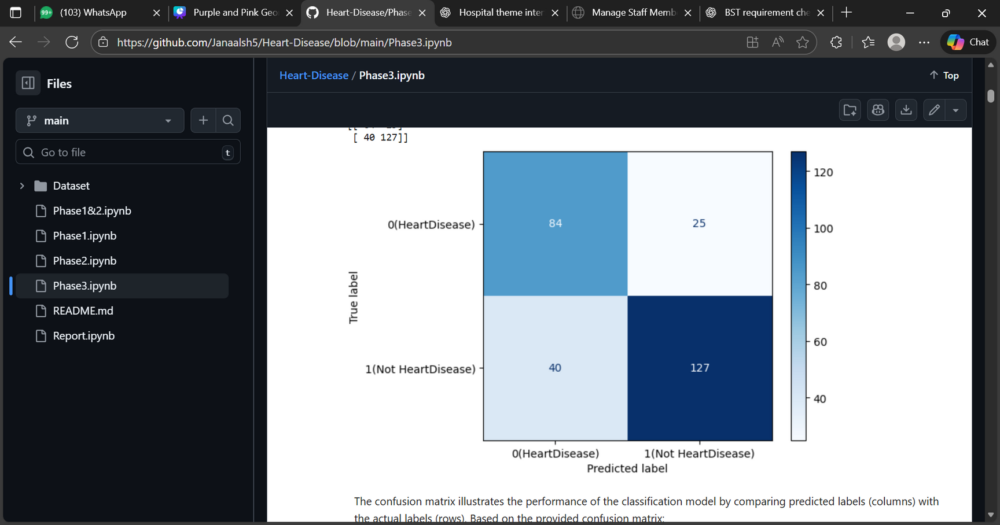 (103) WhatsApp
Purple and Pink Geo
Heart-Disease/Phase
Hospital theme inter
Manage Staff Memb
BST requirement che
https://github.com/Janaalsh5/Heart-Disease/blob/main/Phase3.ipynb
Chat
Files
main
Go to file
t
Dataset
Phase1&2.ipynb
Phase1.ipynb
Phase2.ipynb
Phase3.ipynb
README.md
Report.ipynb
Heart-Disease / Phase3.ipynb
Top
[ 40 127]]
0(HeartDisease)
84
25
1(Not HeartDisease)
40
127
True label
0(HeartDisease)
1(Not HeartDisease)
Predicted label
120
100
80
60
40
The confusion matrix illustrates the performance of the classification model by comparing predicted labels (columns) with
the actual labels (rows). Based on the provided confusion matrix: